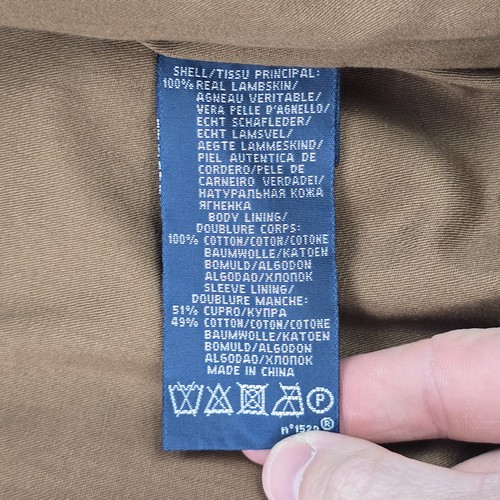 SHELL/TISSU PRINCIPAL:
100% REAL LAMBSKIN/
AGNEAU VERITABLE/
VERA PELLE D'AGNELLO/
ECHT SCHAFLEDER/
ECHT LAMSVEL/
AEGTE LAMMESKIND/
PIEL AUTENTICA DE
CORDERO/PELE DE
CARNEIRO VERDADEI/
НАТУРАЛЬНАЯ КОЖА
ЯГНЕНКА
BODY LINING/
DOUBLURE CORPS:
100% COTTON/COTON/COTONE
BAUMWOLLE/KATOEN
BOMULD/ALGODON
ALGODAO/ХЛОПОК
SLEEVE LINING/
DOUBLURE MANCHE:
51% CUPRO/КУПРА
49% COTTON/COTON/COTONE
BAUMWOLLE/KATOEN
BOMULD/ALGODON
ALGODAO/ХЛОПОК
MADE IN CHINA
P
n°1520®